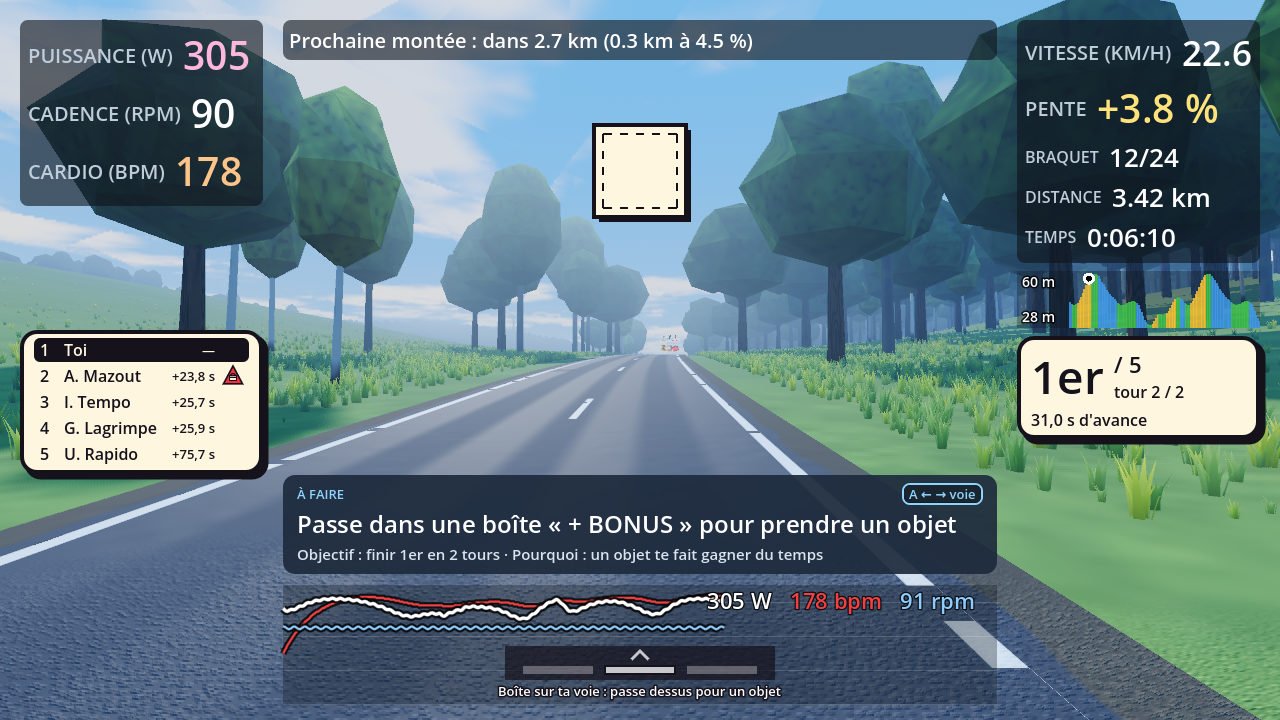 PUISSANCE (W) 305
CADENCE (RPM) 90
CARDIO (BPM) 178
Prochaine montée : dans 2.7 km (0.3 km à 4.5 %)
VITESSE (KM/H) 22.6
PENTE +3.8 %
BRAQUET 12/24
DISTANCE 3.42 km
TEMPS 0:06:10
60 m
28 m
1 Toi —
2 A. Mazout +23,8 s
3 I. Tempo +25,7 s
4 G. Lagrimpe +25,9 s
5 U. Rapido +75,7 s
1er / 5
tour 2 / 2
31,0 s d'avance
À FAIRE
A ← → voie
Passe dans une boîte « + BONUS » pour prendre un objet
Objectif : finir 1er en 2 tours · Pourquoi : un objet te fait gagner du temps
305 W 178 bpm 91 rpm
Boîte sur ta voie : passe dessus pour un objet